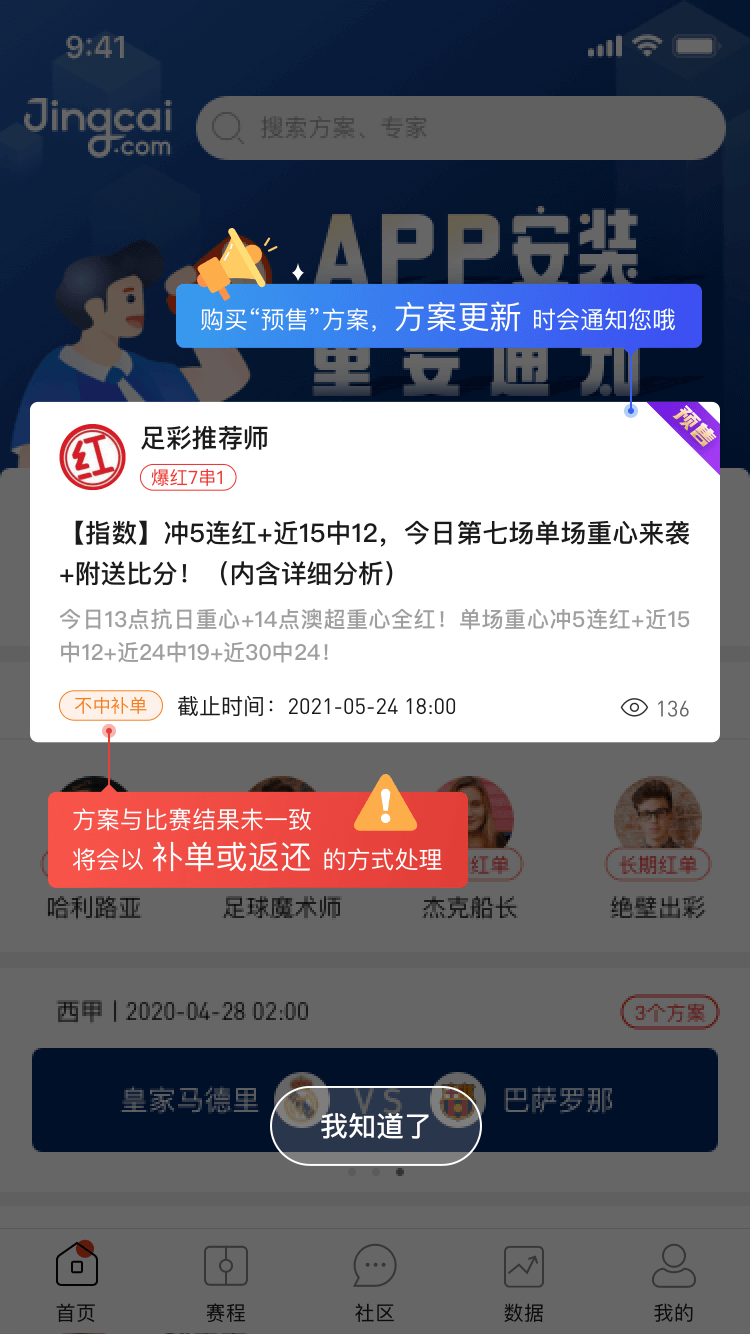 9:41
Jingcai
.com
搜索方案、专家
APP安装
购买“预售”方案，方案更新 时会通知您哦
重要通知
预售
红
足彩推荐师
爆红7串1
【指数】冲5连红+近15中12，今日第七场单场重心来袭
+附送比分！（内含详细分析）
今日13点抗日重心+14点澳超重心全红！单场重心冲5连红+近15
中12+近24中19+近30中24！
不中补单
截止时间：2021-05-24 18:00
136
方案与比赛结果未一致
将会以 补单或返还 的方式处理
红单
长期红单
哈利路亚
足球魔术师
杰克船长
绝壁出彩
西甲 | 2020-04-28 02:00
3个方案
皇家马德里
VS
巴萨罗那
我知道了
首页
赛程
社区
数据
我的